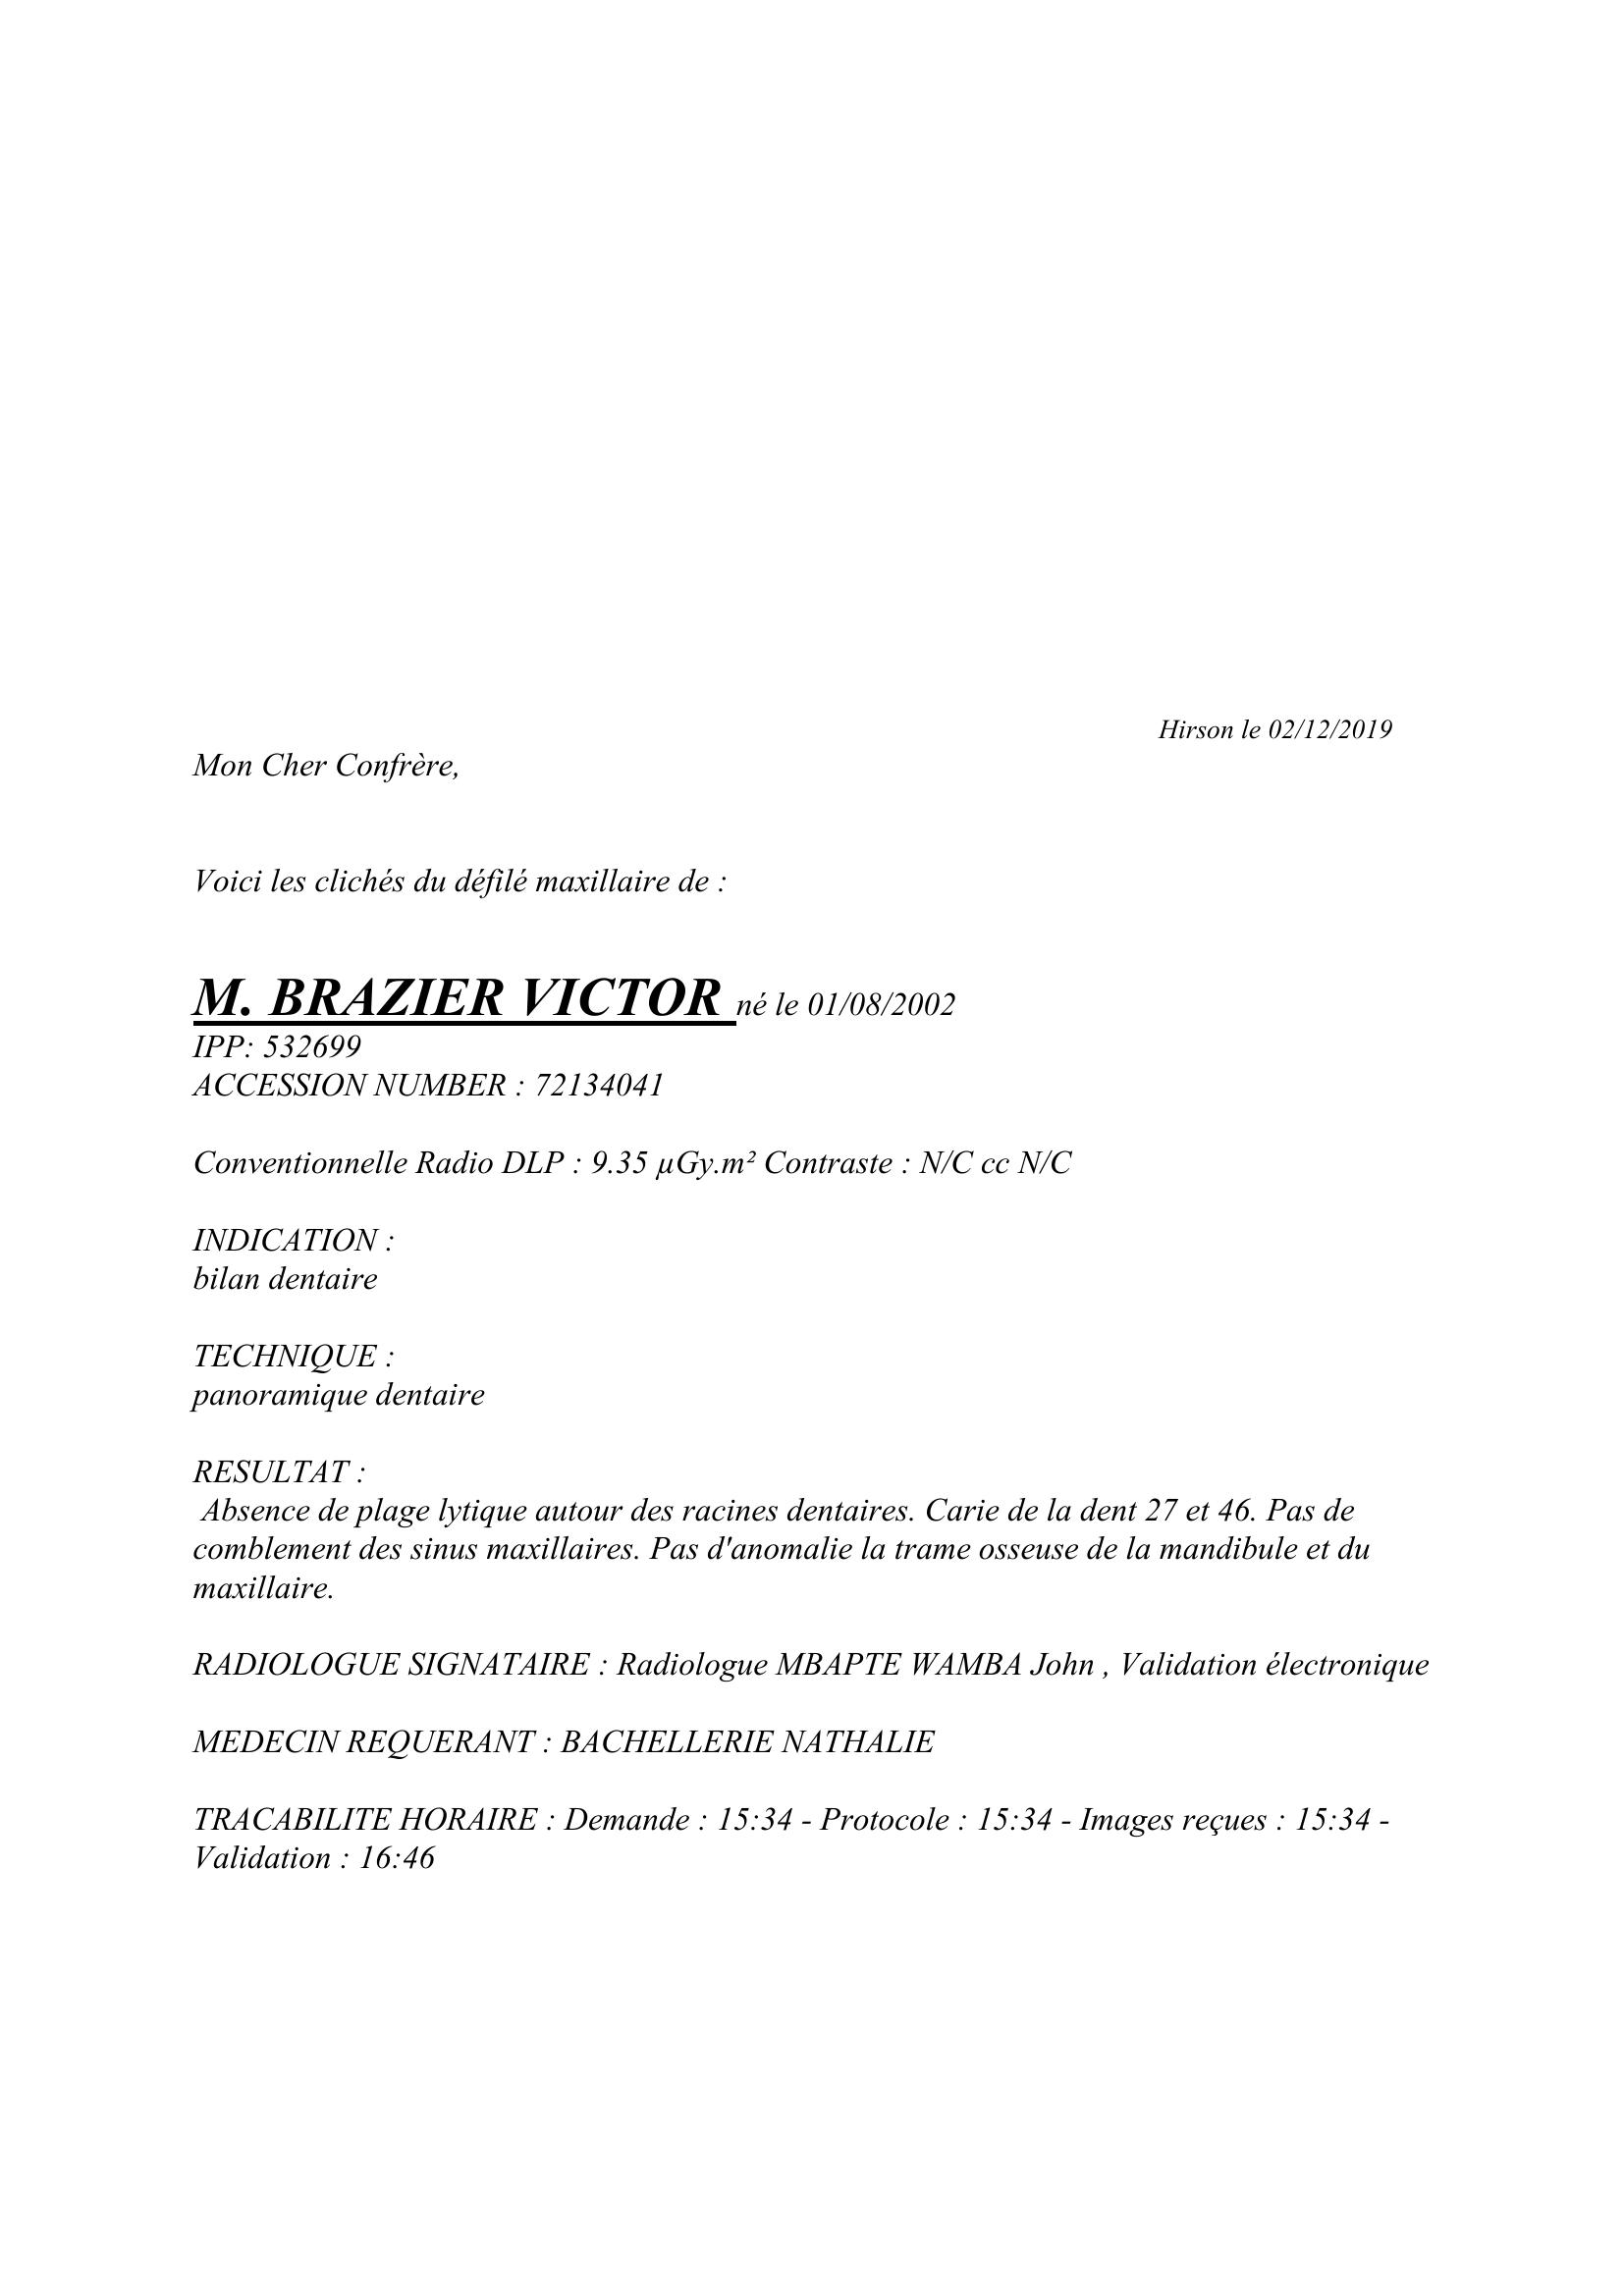 Hirson le 02/12/2019
Mon Cher Confrère,
Voici les clichés du défilé maxillaire de :
M. BRAZIER VICTOR né le 01/08/2002
IPP: 532699
ACCESSION NUMBER : 72134041
Conventionnelle Radio DLP : 9.35 µGy.m² Contraste : N/C cc N/C
INDICATION :
bilan dentaire
TECHNIQUE :
panoramique dentaire
RESULTAT :
Absence de plage lytique autour des racines dentaires. Carie de la dent 27 et 46. Pas de
comblement des sinus maxillaires. Pas d'anomalie la trame osseuse de la mandibule et du
maxillaire.
RADIOLOGUE SIGNATAIRE : Radiologue MBAPTE WAMBA John , Validation électronique
MEDECIN REQUERANT : BACHELLERIE NATHALIE
TRACABILITE HORAIRE : Demande : 15:34 - Protocole : 15:34 - Images reçues : 15:34 -
Validation : 16:46